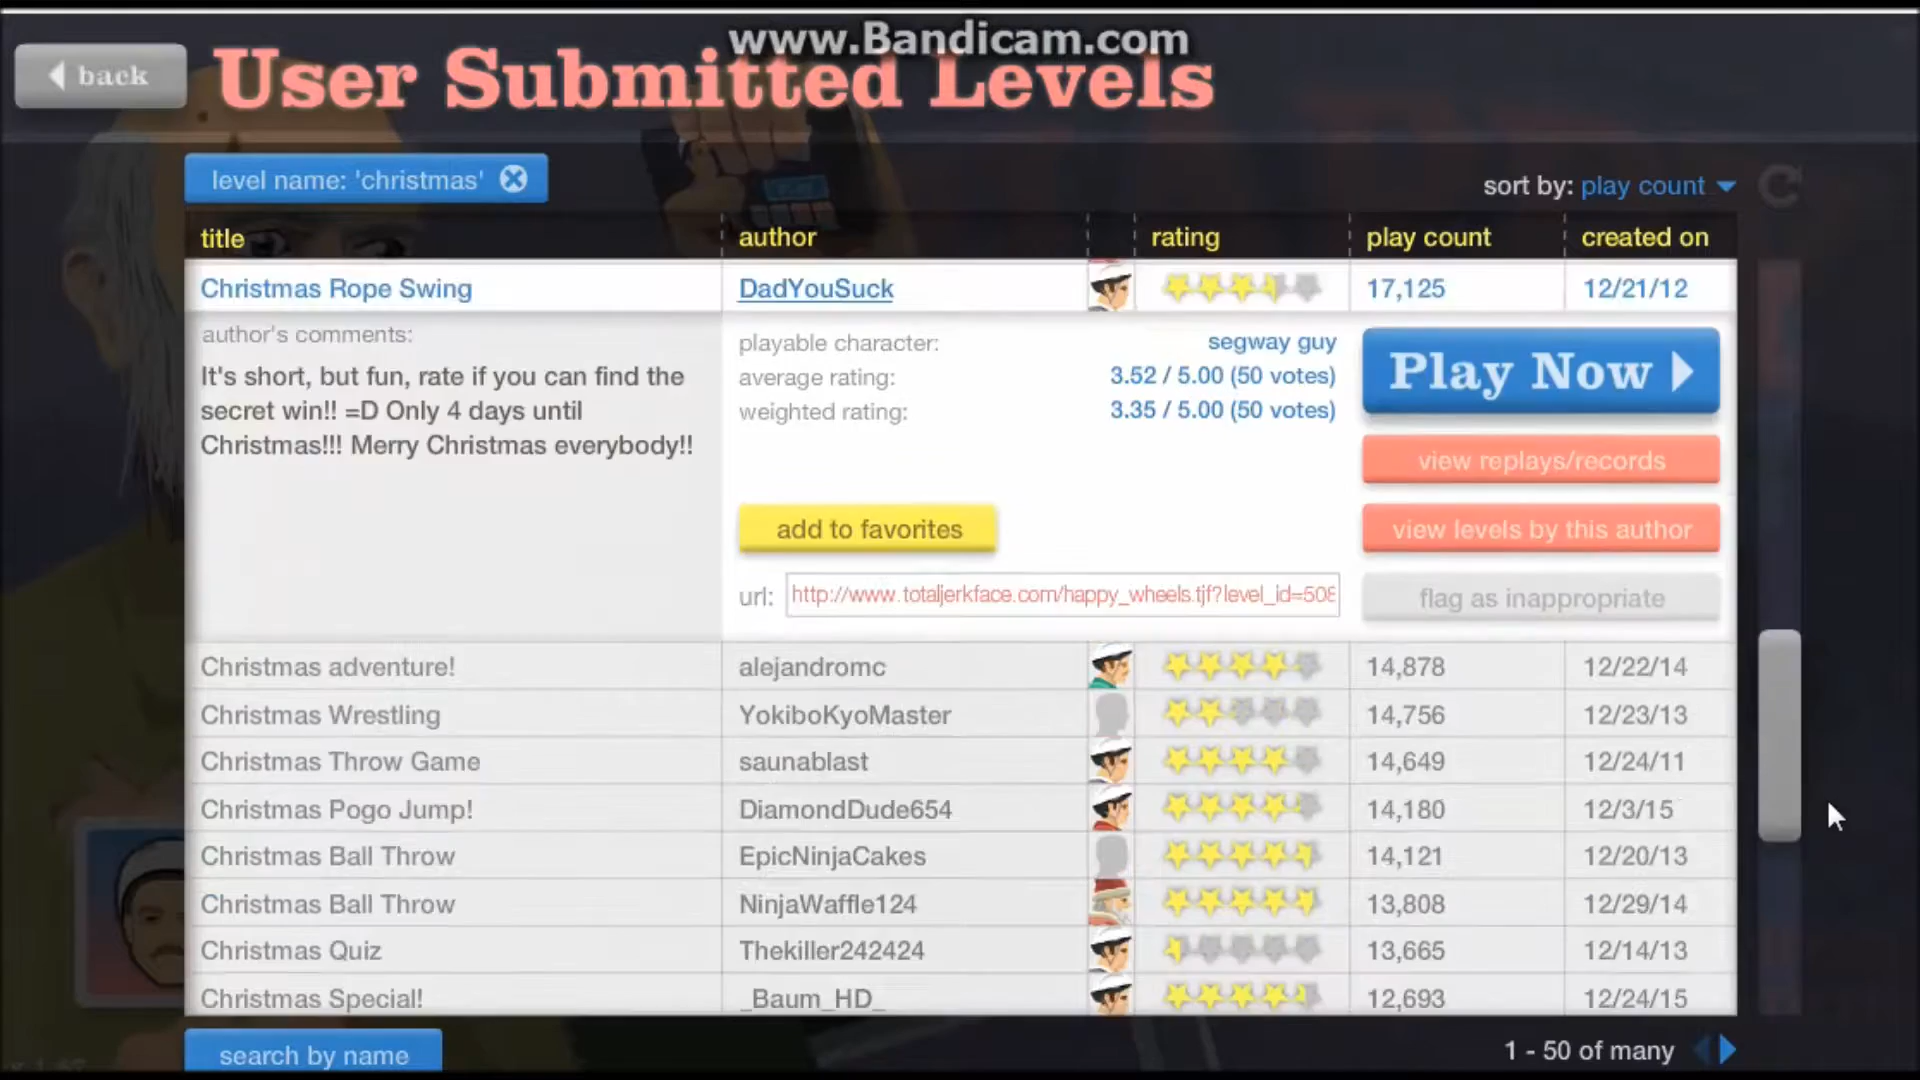 www.Bandicam.com
back
User Submitted Levels
level name: 'christmas'
sort by: play count
title author rating play count created on
Christmas Rope Swing DadYouSuck 17,125 12/21/12
author's comments:
It's short, but fun, rate if you can find the
secret win!! =D Only 4 days until
Christmas!!! Merry Christmas everybody!!
playable character: segway guy
average rating: 3.52 / 5.00 (50 votes)
weighted rating: 3.35 / 5.00 (50 votes)
add to favorites
url: http://www.totaljerkface.com/happy_wheels.tjf?level_id=508
Play Now
view replays/records
view levels by this author
flag as inappropriate
Christmas adventure! alejandromc 14,878 12/22/14
Christmas Wrestling YokiboKyoMaster 14,756 12/23/13
Christmas Throw Game saunablast 14,649 12/24/11
Christmas Pogo Jump! DiamondDude654 14,180 12/3/15
Christmas Ball Throw EpicNinjaCakes 14,121 12/20/13
Christmas Ball Throw NinjaWaffle124 13,808 12/29/14
Christmas Quiz Thekiller242424 13,665 12/14/13
Christmas Special! _Baum_HD_ 12,693 12/24/15
search by name
1 - 50 of many